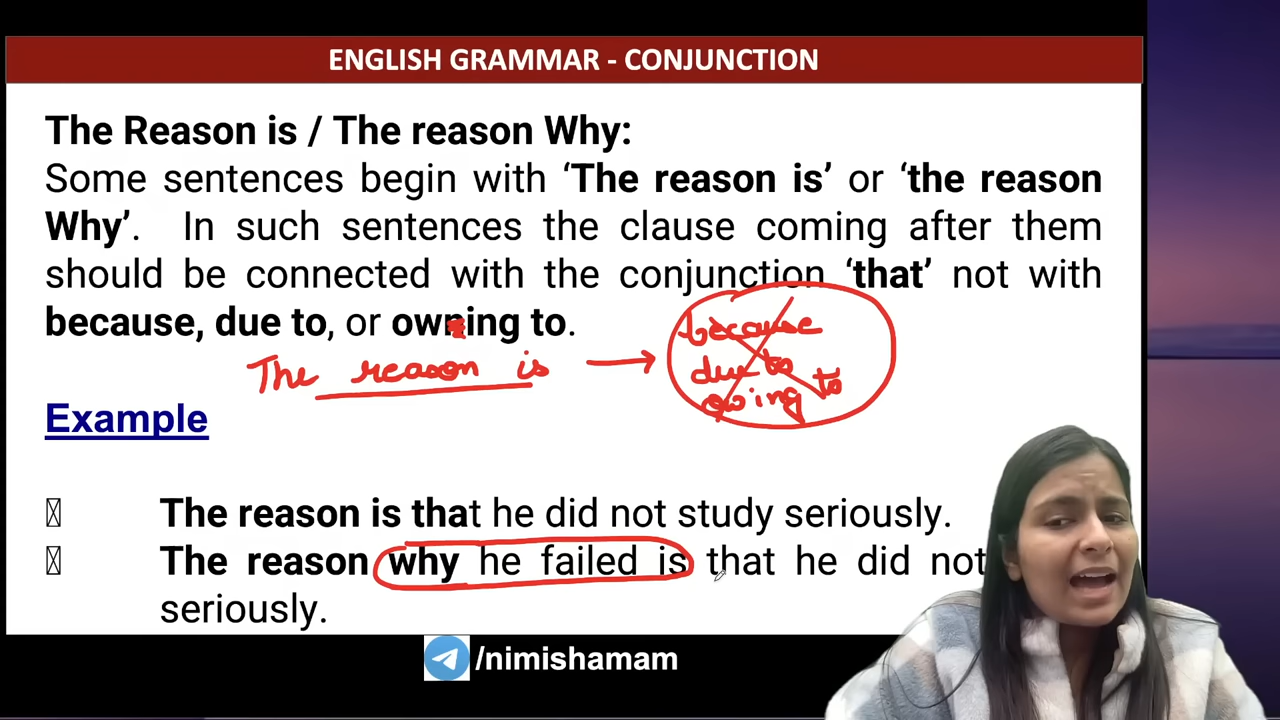 ENGLISH GRAMMAR - CONJUNCTION
The Reason is / The reason Why:
Some sentences begin with ‘The reason is’ or ‘the reason
Why’. In such sentences the clause coming after them
should be connected with the conjunction ‘that’ not with
because, due to, or owning to.
The reason is → because
due to
owing to
Example
The reason is that he did not study seriously.
The reason why he failed is that he did not
seriously.
/nimishamam